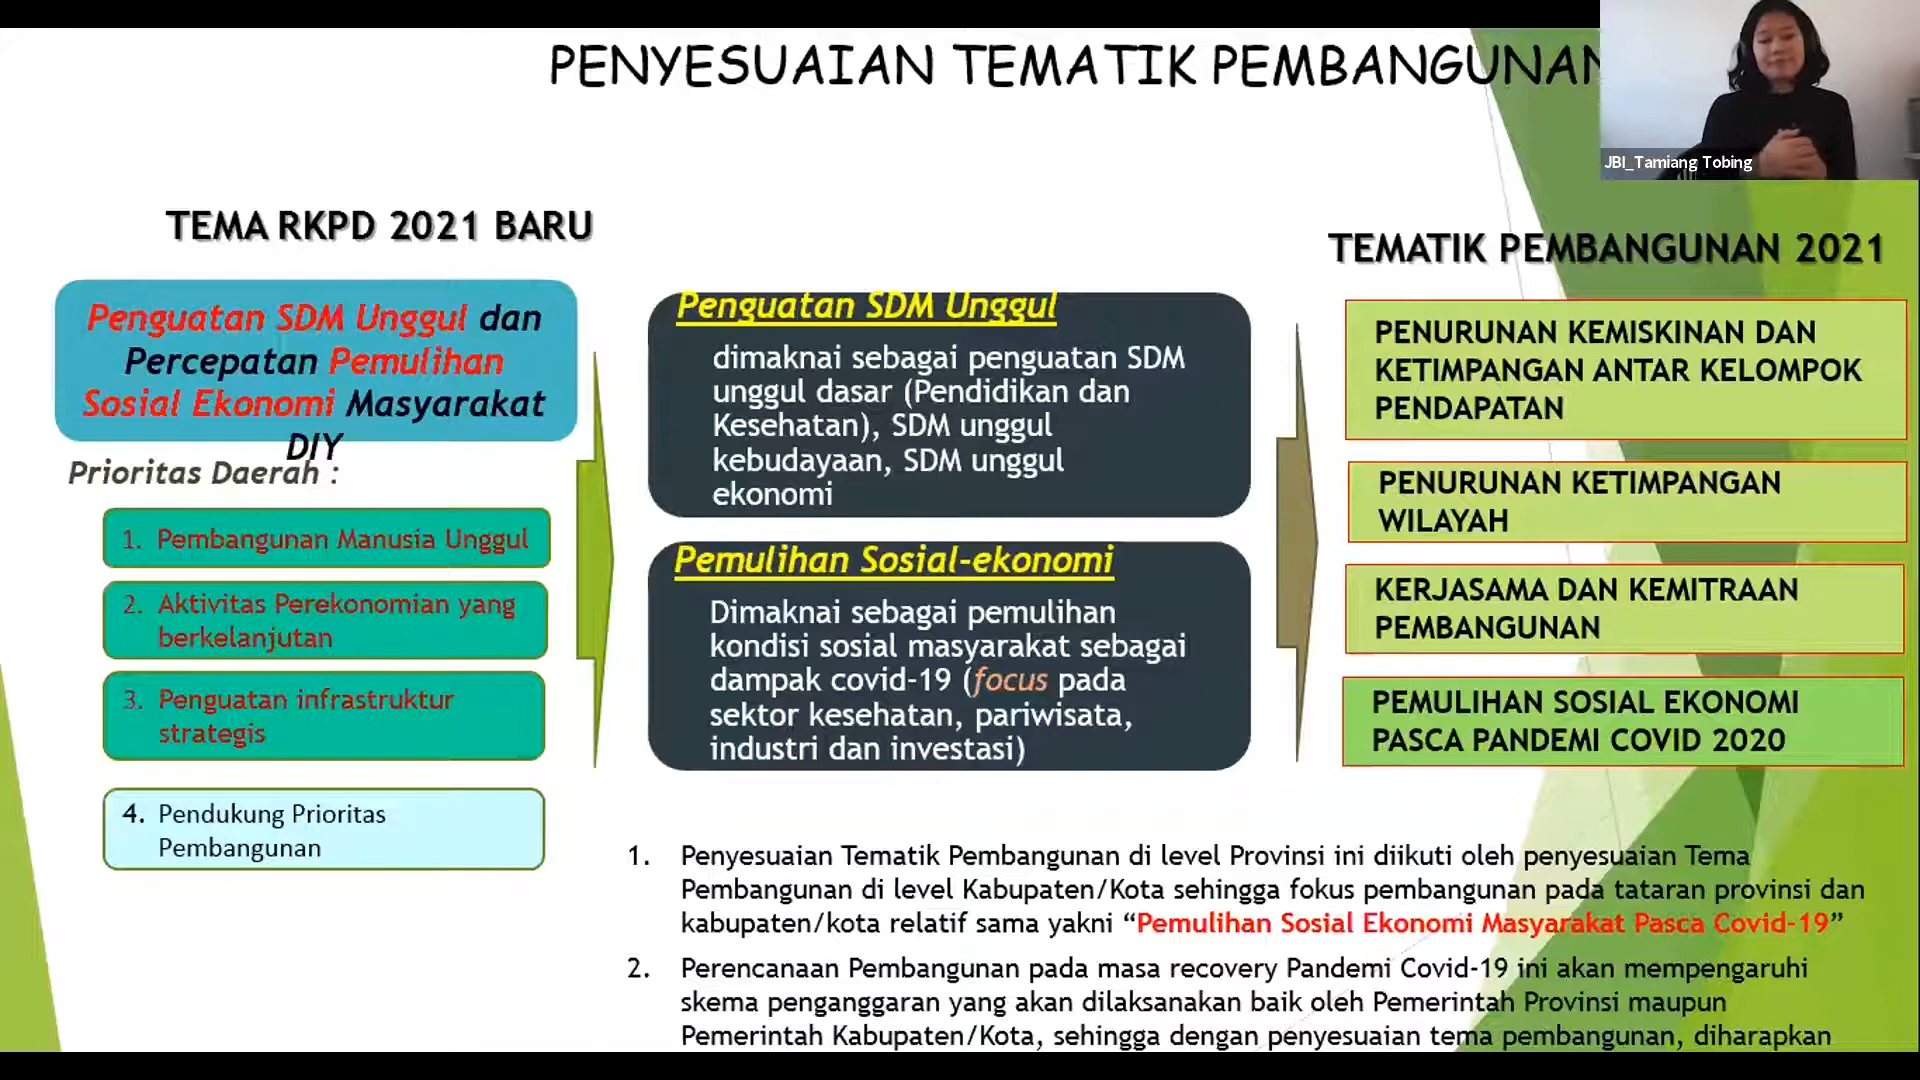 PENYESUAIAN TEMATIK PEMBANGUNAN
JBI_Tamiang Tobing
TEMA RKPD 2021 BARU
Penguatan SDM Unggul dan
Percepatan Pemulihan
Sosial Ekonomi Masyarakat
DIY
Prioritas Daerah :
1. Pembangunan Manusia Unggul
2. Aktivitas Perekonomian yang
berkelanjutan
3. Penguatan infrastruktur
strategis
4. Pendukung Prioritas
Pembangunan
Penguatan SDM Unggul
dimaknai sebagai penguatan SDM
unggul dasar (Pendidikan dan
Kesehatan), SDM unggul
kebudayaan, SDM unggul
ekonomi
Pemulihan Sosial-ekonomi
Dimaknai sebagai pemulihan
kondisi sosial masyarakat sebagai
dampak covid-19 (focus pada
sektor kesehatan, pariwisata,
industri dan investasi)
TEMATIK PEMBANGUNAN 2021
PENURUNAN KEMISKINAN DAN
KETIMPANGAN ANTAR KELOMPOK
PENDAPATAN
PENURUNAN KETIMPANGAN
WILAYAH
KERJASAMA DAN KEMITRAAN
PEMBANGUNAN
PEMULIHAN SOSIAL EKONOMI
PASCA PANDEMI COVID 2020
1. Penyesuaian Tematik Pembangunan di level Provinsi ini diikuti oleh penyesuaian Tema
Pembangunan di level Kabupaten/Kota sehingga fokus pembangunan pada tataran provinsi dan
kabupaten/kota relatif sama yakni “Pemulihan Sosial Ekonomi Masyarakat Pasca Covid-19”
2. Perencanaan Pembangunan pada masa recovery Pandemi Covid-19 ini akan mempengaruhi
skema penganggaran yang akan dilaksanakan baik oleh Pemerintah Provinsi maupun
Pemerintah Kabupaten/Kota, sehingga dengan penyesuaian tema pembangunan, diharapkan